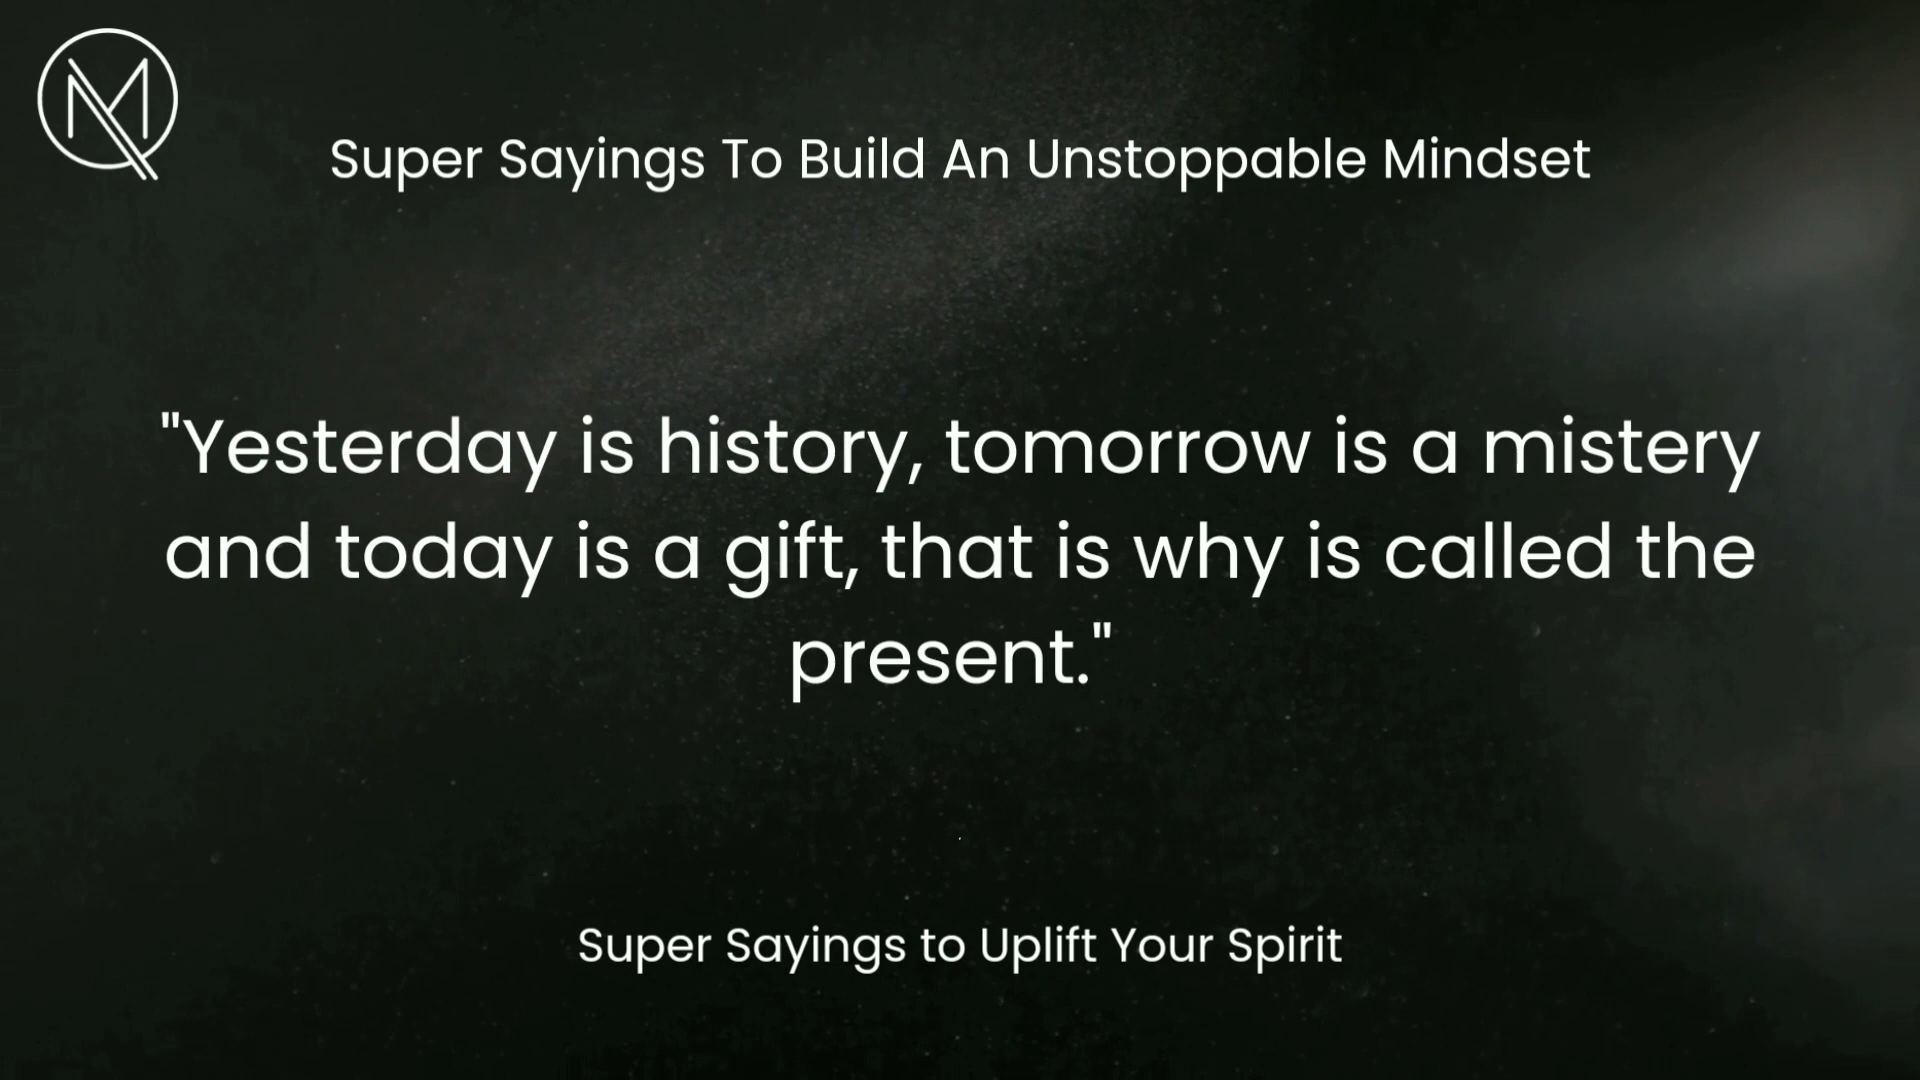 Super Sayings To Build An Unstoppable Mindset
"Yesterday is history, tomorrow is a mistery
and today is a gift, that is why is called the
present."
Super Sayings to Uplift Your Spirit